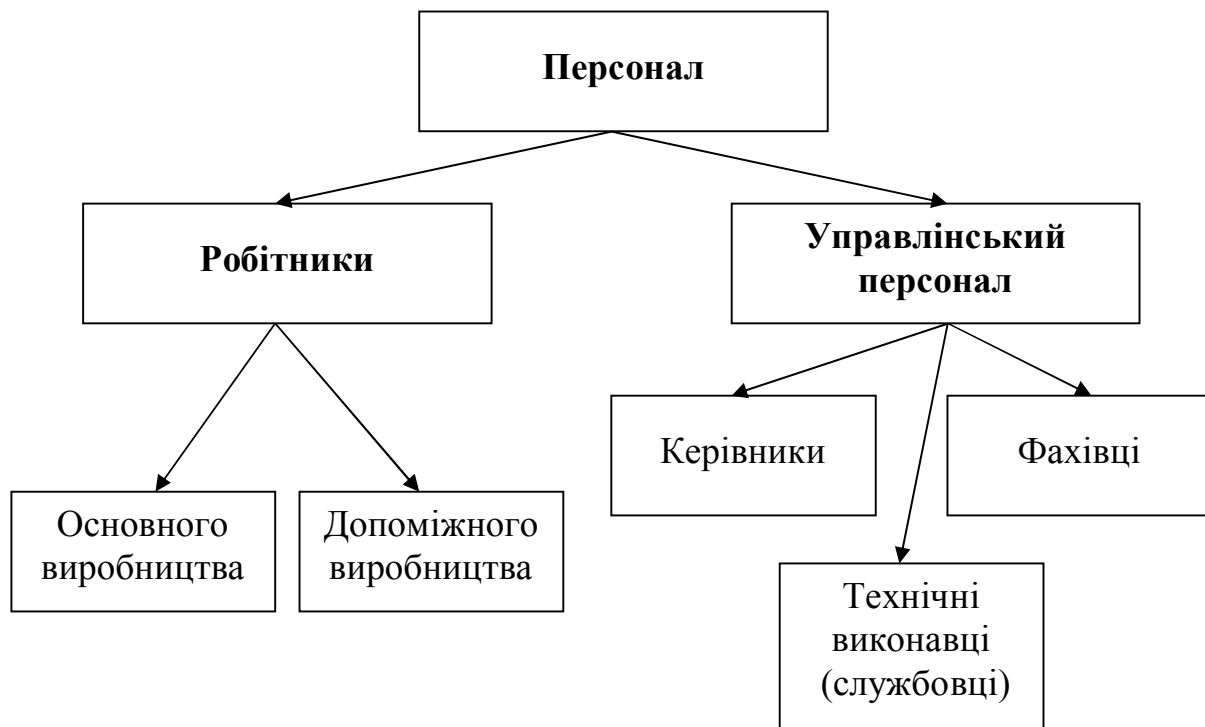 Персонал
Робітники
Управлінський
персонал
Керівники
Фахівці
Основного
виробництва
Допоміжного
виробництва
Технічні
виконавці
(службовці)